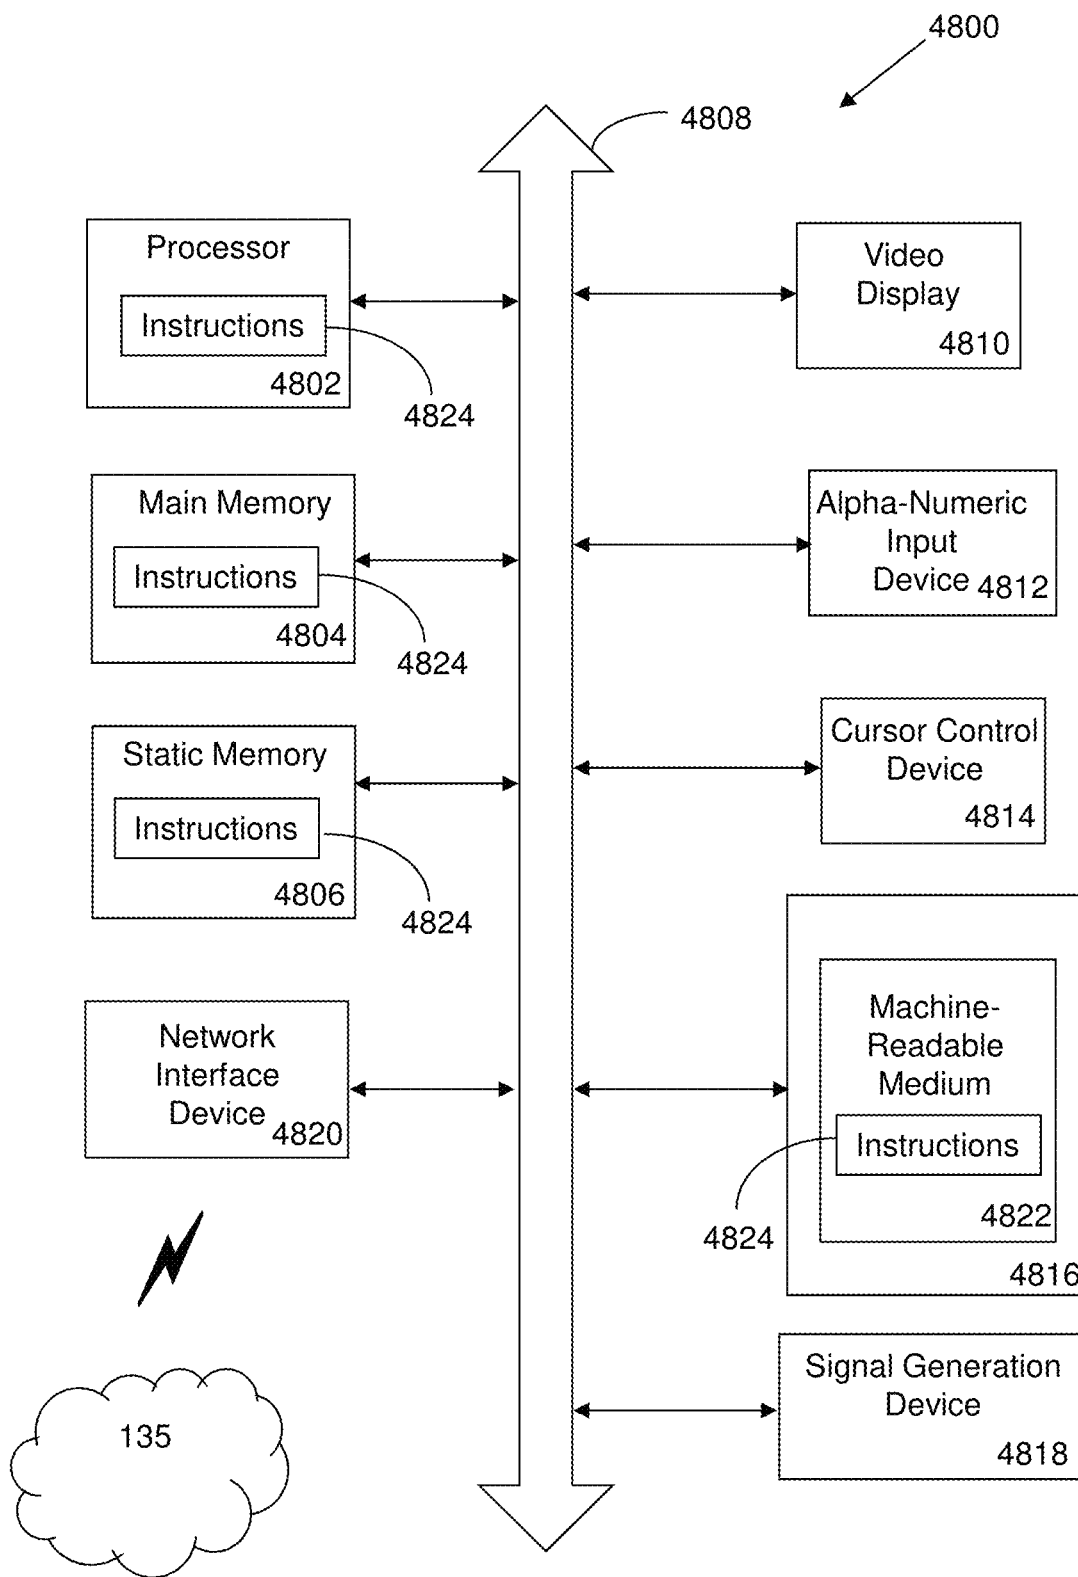 4800
4808
Processor
Instructions
4802
4824
Main Memory
Instructions
4804
4824
Static Memory
Instructions
4806
4824
Network
Interface
Device
4820
135
Video
Display
4810
Alpha-Numeric
Input
Device
4812
Cursor Control
Device
4814
Machine-
Readable
Medium
Instructions
4822
4824
4816
Signal Generation
Device
4818